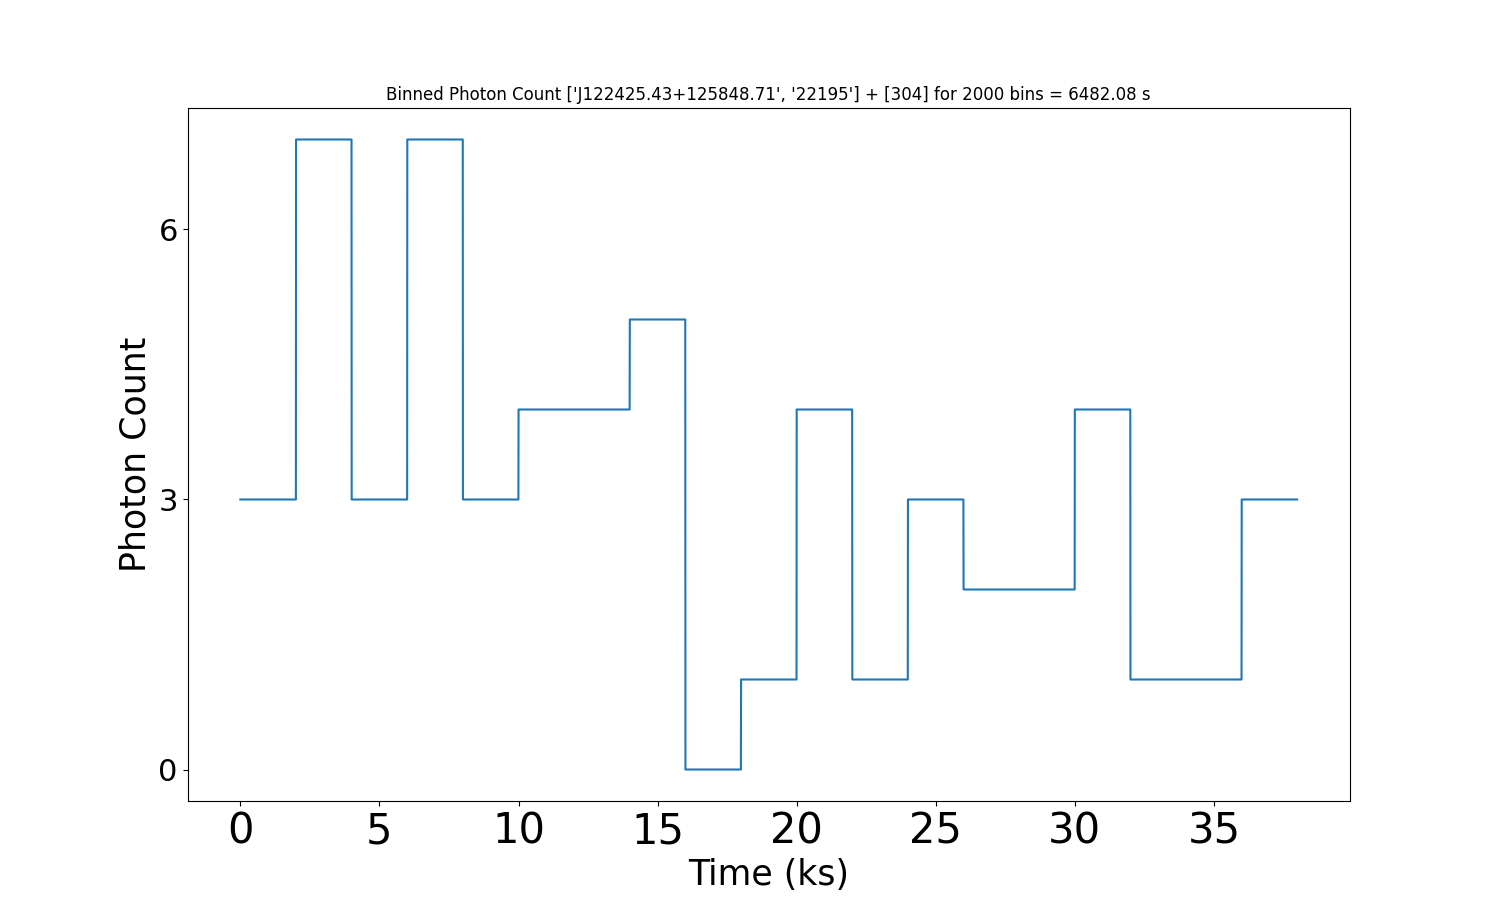 Binned Photon Count ['J122425.43+125848.71', '22195'] + [304] for 2000 bins = 6482.08 s
6
3
0
Photon Count
0 5 10 15 20 25 30 35
Time (ks)